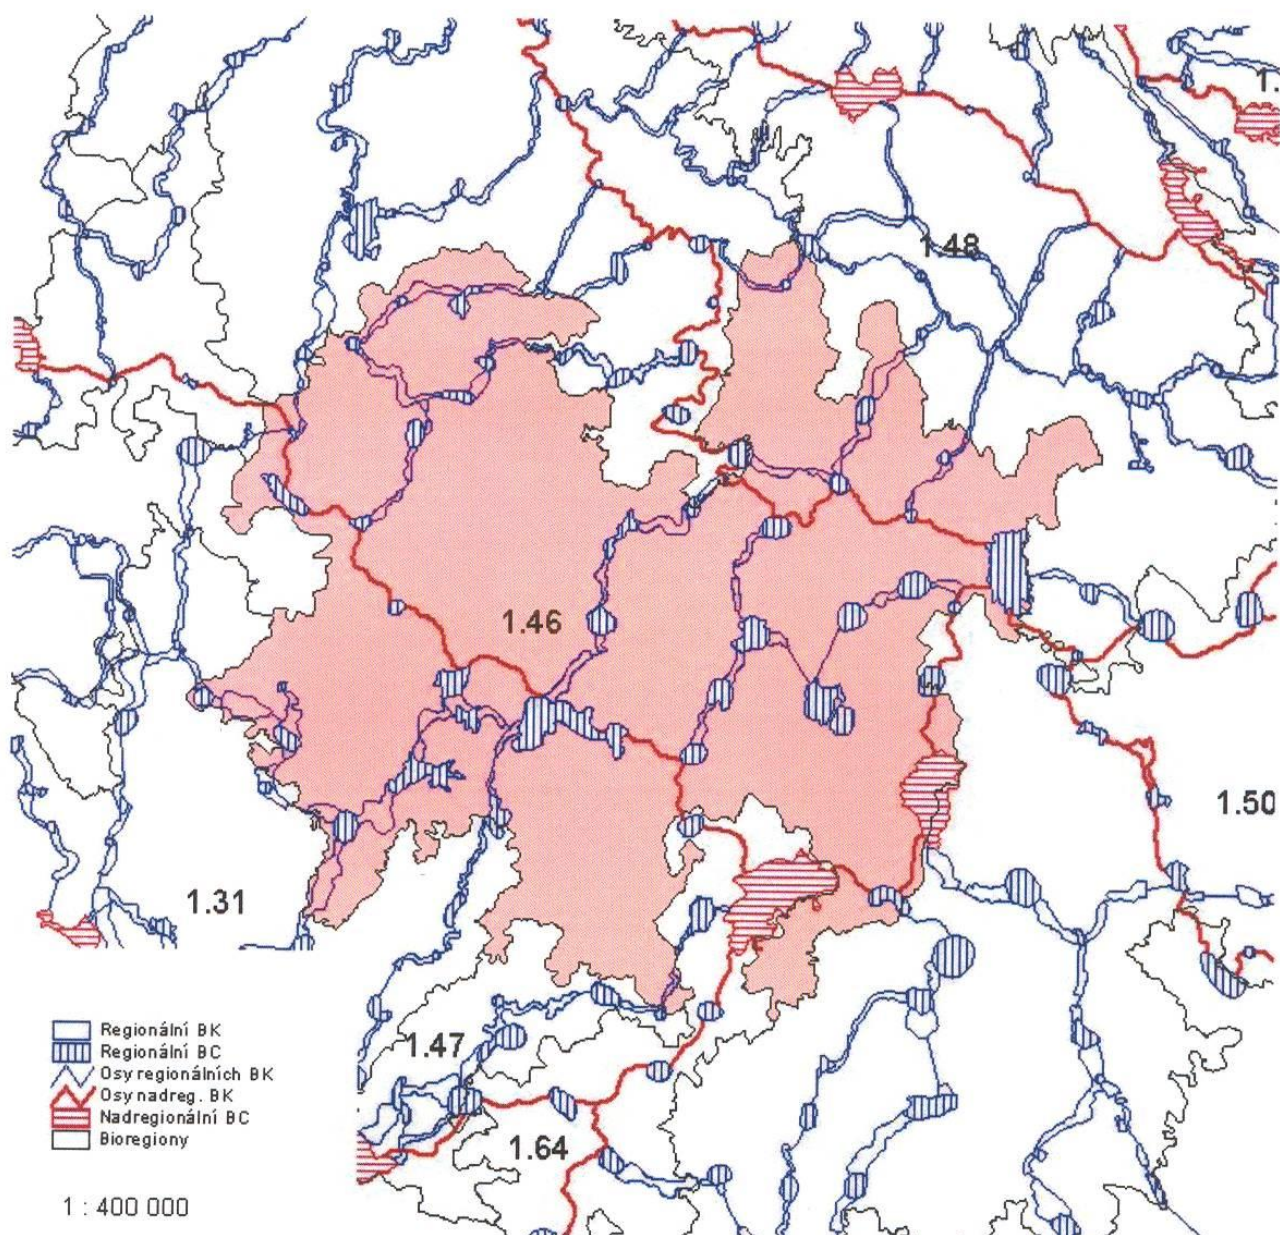 1.
1.48
1.46
1.50
1.31
1.47
1.64
Regionální BK
Regionální BC
Osy regionálních BK
Osy nadreg. BK
Nadregionální BC
Bioregiony
1 : 400 000